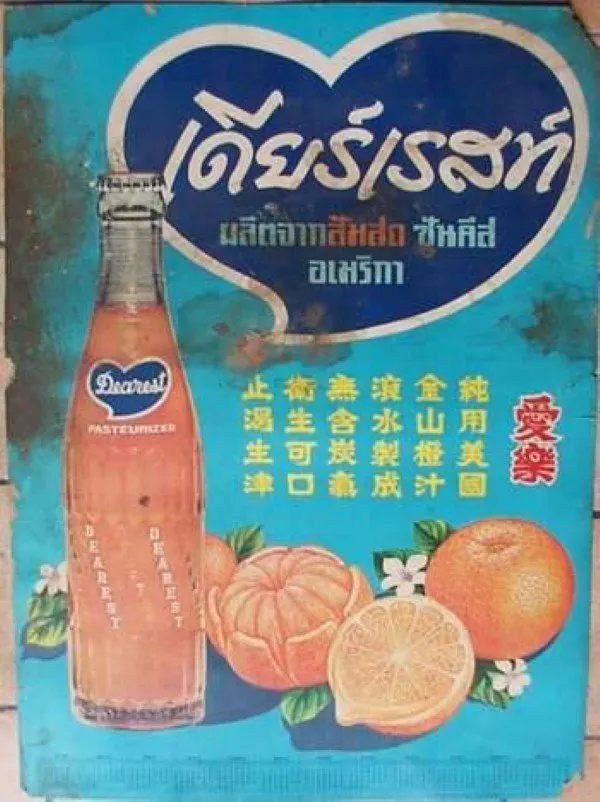 เดียร์เรสท์
ผลิตจากส้มสด ซันคีส
อเมริกา
Dearest
PASTEURIZED
DEAREST
DEAREST
愛樂
純用美國
金山橙汁
滾水製成
無含炭氣
衛生可口
止渴生津